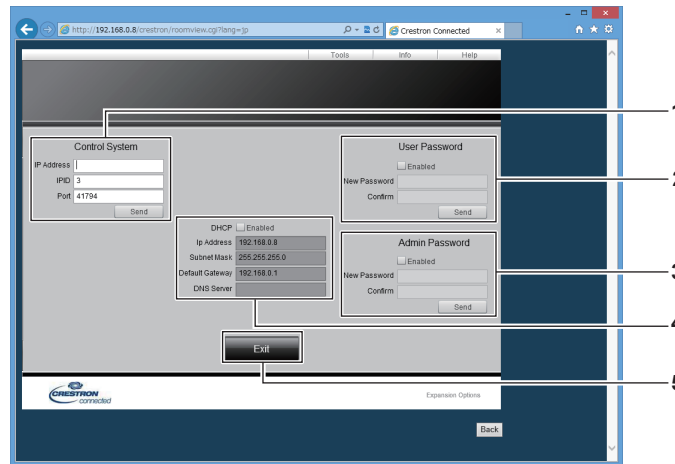 http://192.168.0.8/crestron/roomview.cgi?lang=jp
Crestron Connected
Tools Info Help
Control System
IP Address
IPID 3
Port 41794
Send
User Password
Enabled
New Password
Confirm
Send
DHCP Enabled
Ip Address 192.168.0.8
Subnet Mask 255.255.255.0
Default Gateway 192.168.0.1
DNS Server
Admin Password
Enabled
New Password
Confirm
Send
Exit
CRESTRON
connected
Expansion Options
Back